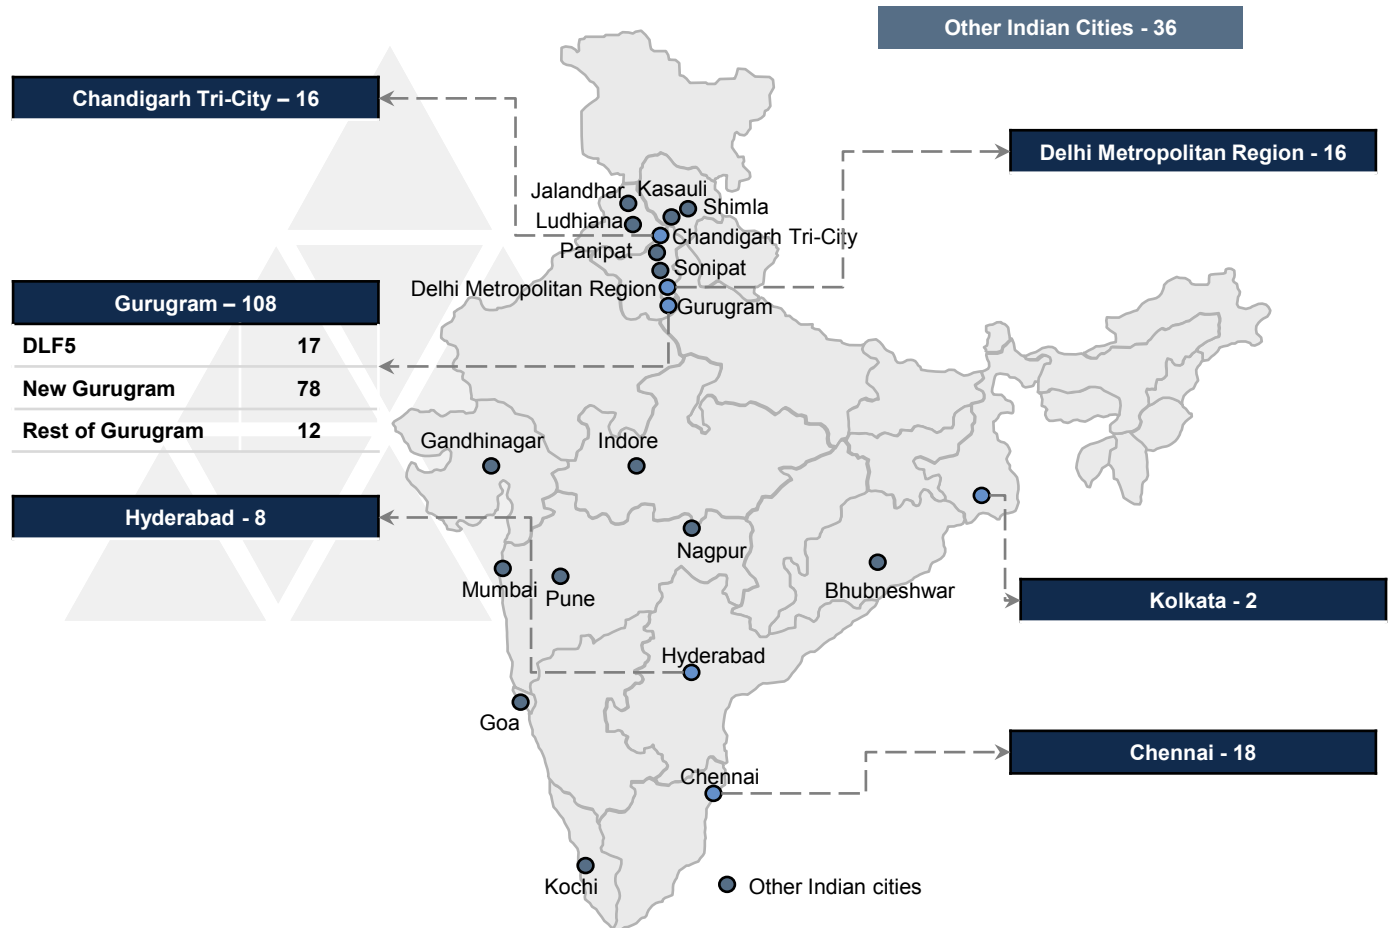 Other Indian Cities - 36
Chandigarh Tri-City – 16
Delhi Metropolitan Region - 16
Jalandhar
Kasauli
Shimla
Ludhiana
Chandigarh Tri-City
Panipat
Sonipat
Delhi Metropolitan Region
Gurugram
Gurugram – 108
DLF5 17
New Gurugram 78
Rest of Gurugram 12
Gandhinagar
Indore
Hyderabad - 8
Nagpur
Mumbai
Pune
Bhubneshwar
Kolkata - 2
Hyderabad
Goa
Chennai - 18
Chennai
Kochi
Other Indian cities